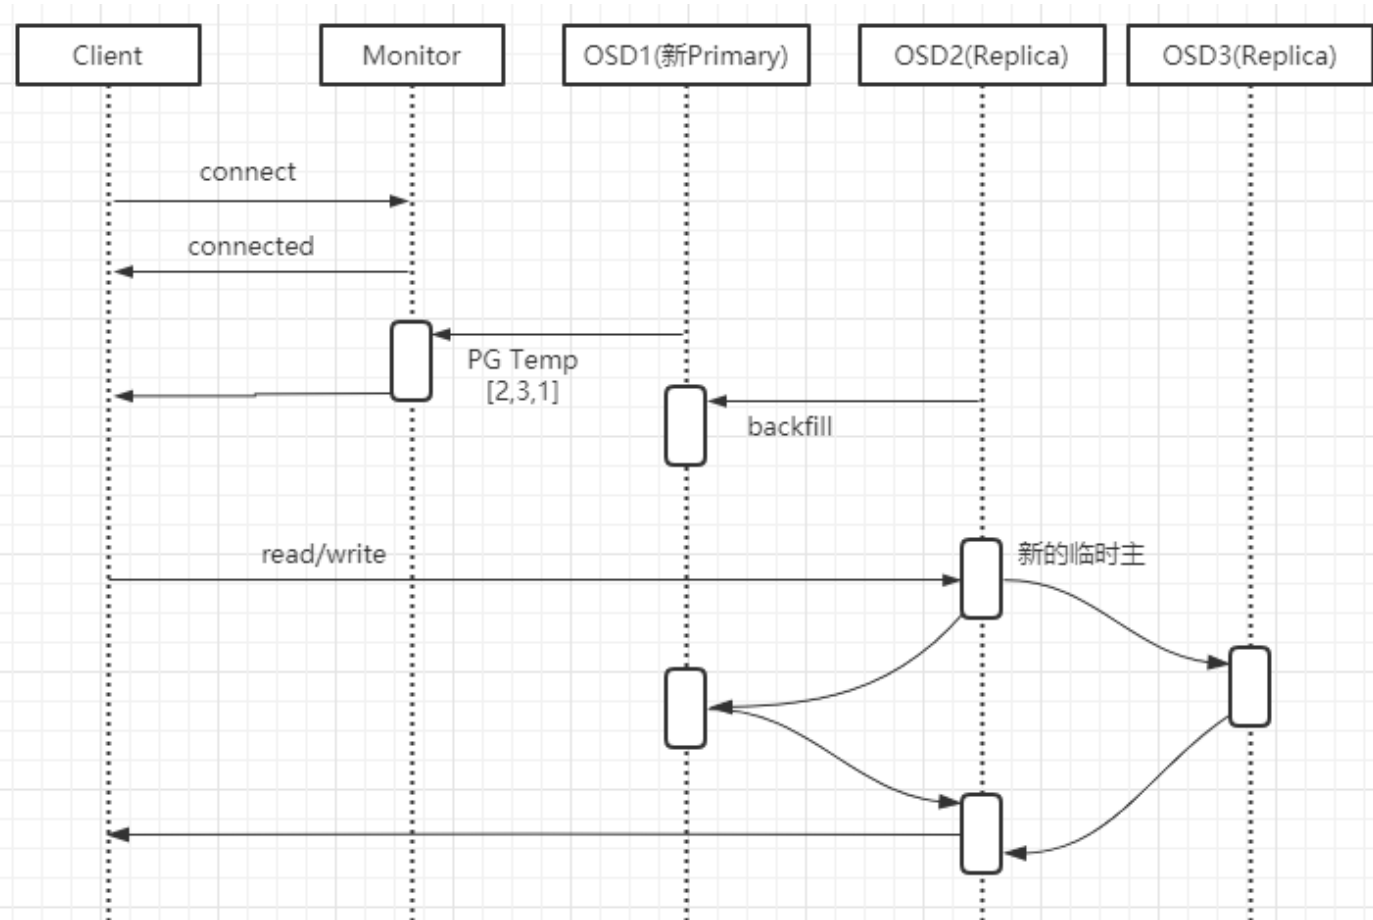 Client
Monitor
OSD1(新Primary)
OSD2(Replica)
OSD3(Replica)
connect
connected
PG Temp
[2,3,1]
backfill
read/write
新的临时主